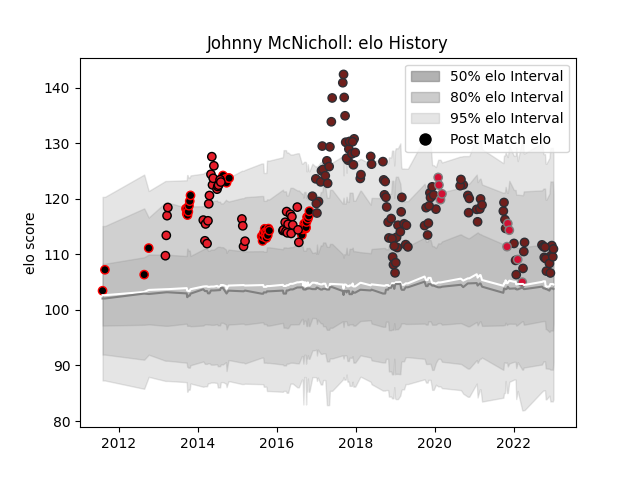 Johnny McNicholl: elo History
50% elo Interval
80% elo Interval
95% elo Interval
Post Match elo
elo score
140
130
120
110
100
90
80
2012 2014 2016 2018 2020 2022